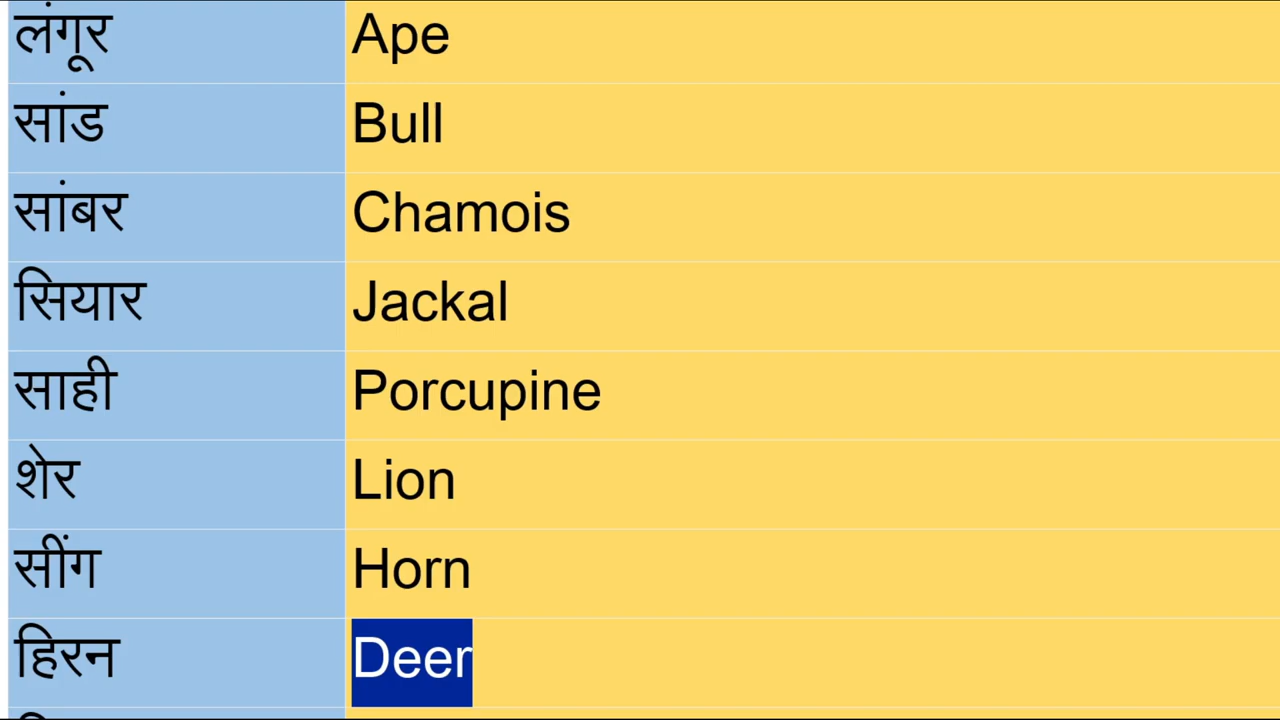 लंगूर Ape
सांड Bull
सांबर Chamois
सियार Jackal
साही Porcupine
शेर Lion
सींग Horn
हिरन Deer